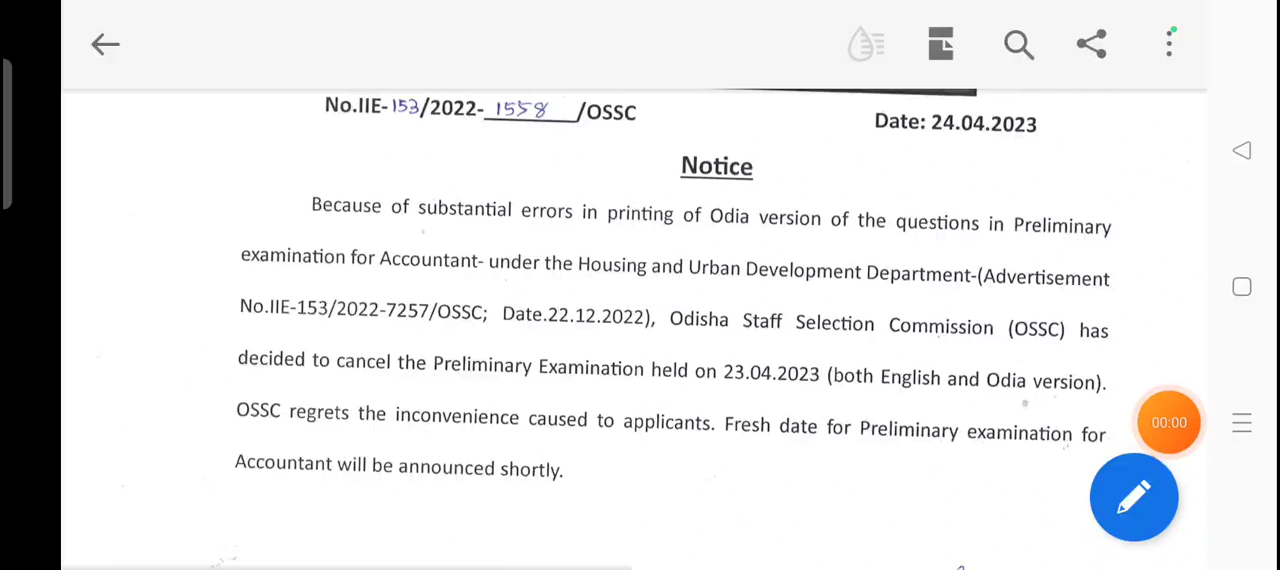 No.IIE-153/2022-1558/OSSC
Date: 24.04.2023
Notice
Because of substantial errors in printing of Odia version of the questions in Preliminary
examination for Accountant- under the Housing and Urban Development Department-(Advertisement
No.IIE-153/2022-7257/OSSC; Date.22.12.2022), Odisha Staff Selection Commission (OSSC) has
decided to cancel the Preliminary Examination held on 23.04.2023 (both English and Odia version).
OSSC regrets the inconvenience caused to applicants. Fresh date for Preliminary examination for
Accountant will be announced shortly.
00:00